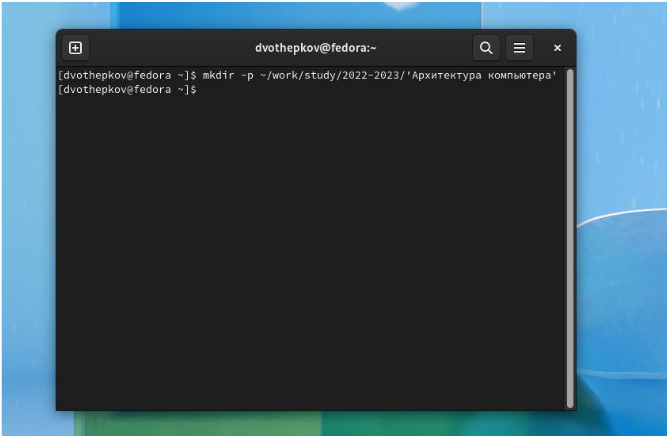 dvothepkov@fedora:~
[dvothepkov@fedora ~]$ mkdir -p ~/work/study/2022-2023/'Архитектура компьютера'
[dvothepkov@fedora ~]$